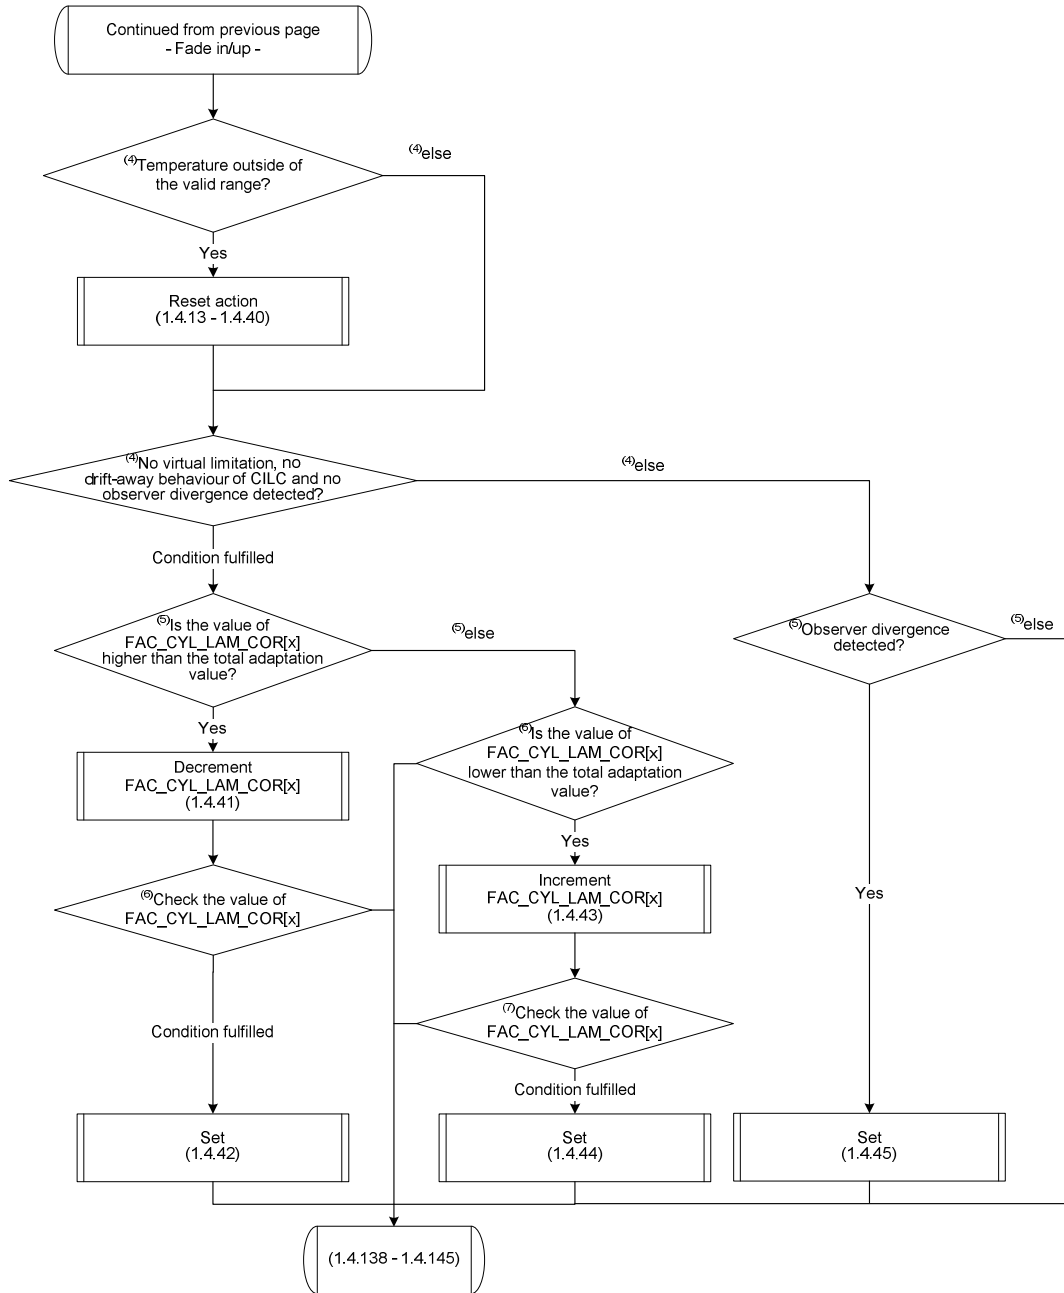 Continued from previous page
- Fade in/up -
(4)Temperature outside of
the valid range?
(4)else
Yes
Reset action
(1.4.13 - 1.4.40)
(4)No virtual limitation, no
drift-away behaviour of CILC and no
observer divergence detected?
(4)else
Condition fulfilled
(5)Is the value of
FAC_CYL_LAM_COR[x]
higher than the total adaptation
value?
(5)else
(5)Observer divergence
detected?
(5)else
Yes
Decrement
FAC_CYL_LAM_COR[x]
(1.4.41)
(6)Is the value of
FAC_CYL_LAM_COR[x]
lower than the total adaptation
value?
Yes
(6)Check the value of
FAC_CYL_LAM_COR[x]
Increment
FAC_CYL_LAM_COR[x]
(1.4.43)
Yes
(7)Check the value of
FAC_CYL_LAM_COR[x]
Condition fulfilled
Condition fulfilled
Set
(1.4.42)
Set
(1.4.44)
Set
(1.4.45)
(1.4.138 - 1.4.145)